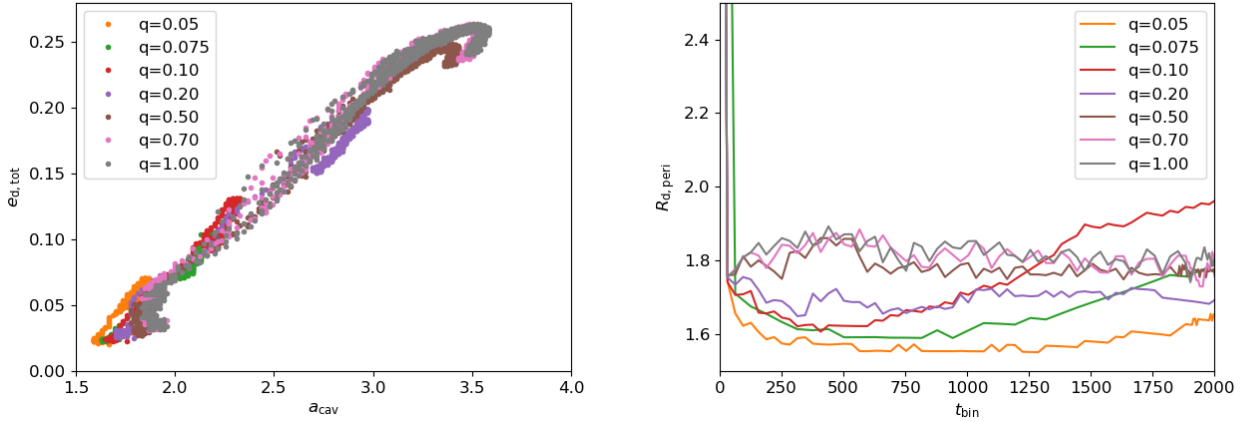 0.25
0.20
0.15
0.10
0.05
0.00
e_d,tot
q=0.05
q=0.075
q=0.10
q=0.20
q=0.50
q=0.70
q=1.00
1.5 2.0 2.5 3.0 3.5 4.0
a_cav
2.4
2.2
2.0
1.8
1.6
R_d,peri
q=0.05
q=0.075
q=0.10
q=0.20
q=0.50
q=0.70
q=1.00
0 250 500 750 1000 1250 1500 1750 2000
t_bin